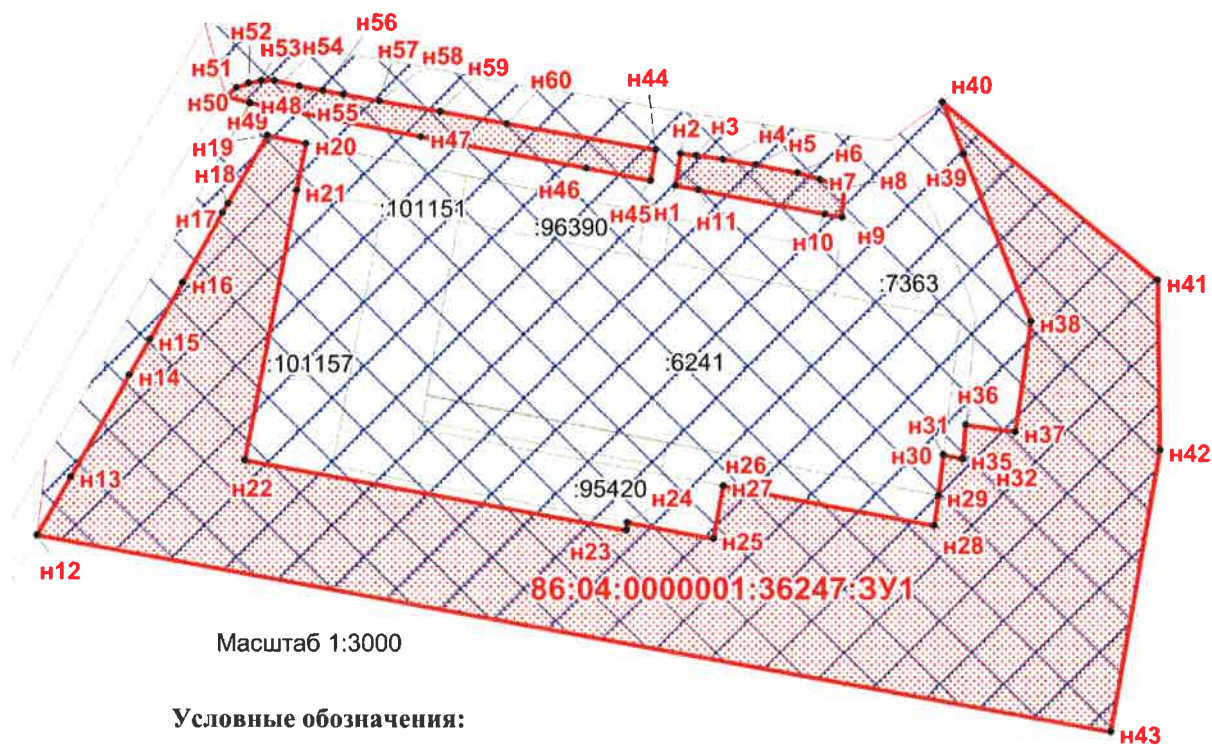 н56
н52
н53
н54
н57
н58
н59
н60
н44
н40
н51
н50
н49
н48
н55
н47
н2
н3
н4
н5
н6
н7
н8
н39
н19
н20
н18
н17
н21
:101151
:96390
н46
н45
н1
н11
н10
н9
:7363
н41
н16
н15
н14
:101157
:6241
н38
н36
н31
н37
н30
н35
н32
н42
н13
н22
:95420
н26
н27
н24
н29
н28
н12
н23
н25
86:04:0000001:36247:ЗУ1
Масштаб 1:3000
Условные обозначения:
н43